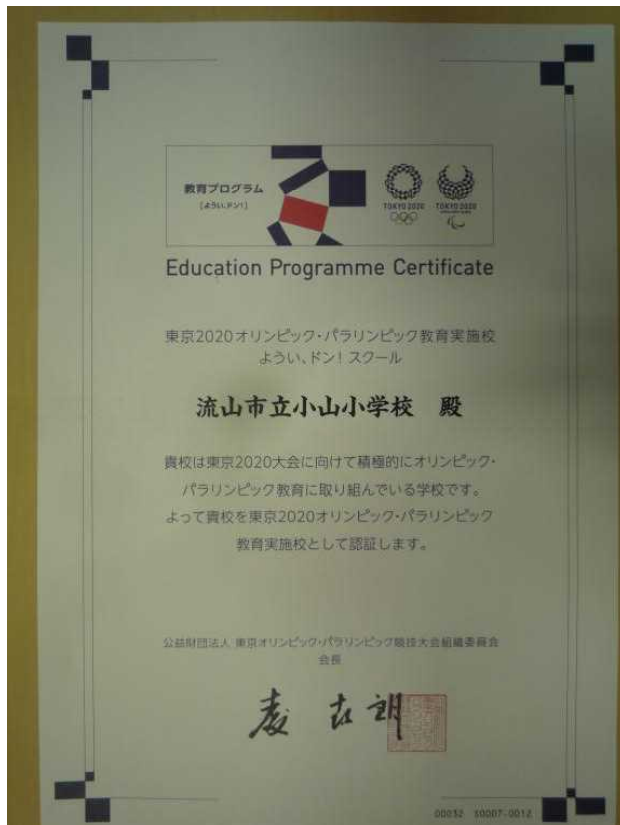 教育プログラム
[ようい、ドン!]
TOKYO 2020
TOKYO 2020
Education Programme Certificate
東京2020オリンピック・パラリンピック教育実施校
ようい、ドン! スクール
流山市立小山小学校 殿
貴校は東京2020大会に向けて積極的にオリンピック・
パラリンピック教育に取り組んでいる学校です。
よって貴校を東京2020オリンピック・パラリンピック
教育実施校として認証します。
公益財団法人 東京オリンピック・パラリンピック競技大会組織委員会
会長
00032 S0007-0012